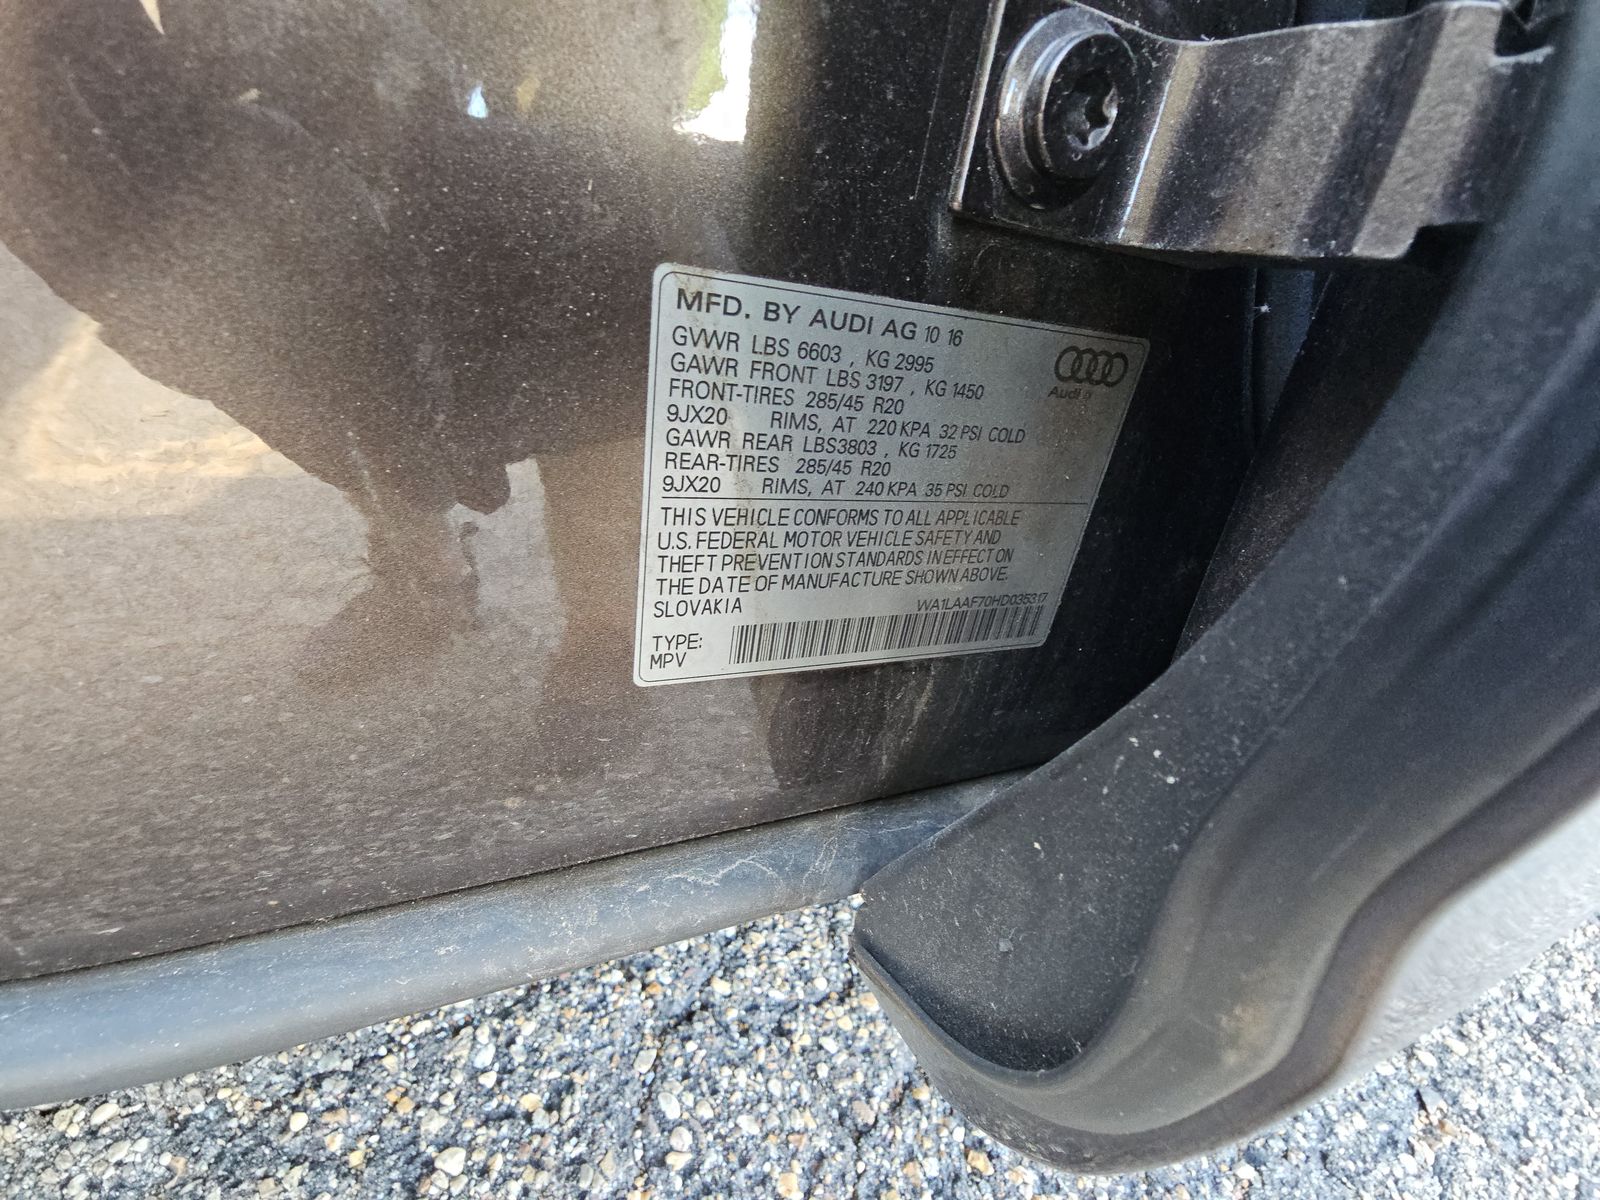 MFD. BY AUDI AG 10 16
GVWR LBS 6603 , KG 2995
GAWR FRONT LBS 3197 , KG 1450
FRONT-TIRES 285/45 R20
9JX20 RIMS, AT 220 KPA 32 PSI COLD
GAWR REAR LBS3803 , KG 1725
REAR-TIRES 285/45 R20
9JX20 RIMS, AT 240 KPA 35 PSI COLD
Audi
THIS VEHICLE CONFORMS TO ALL APPLICABLE
U.S. FEDERAL MOTOR VEHICLE SAFETY AND
THEFT PREVENTION STANDARDS IN EFFECT ON
THE DATE OF MANUFACTURE SHOWN ABOVE.
SLOVAKIA WA1LAAF70HD035317
TYPE:
MPV